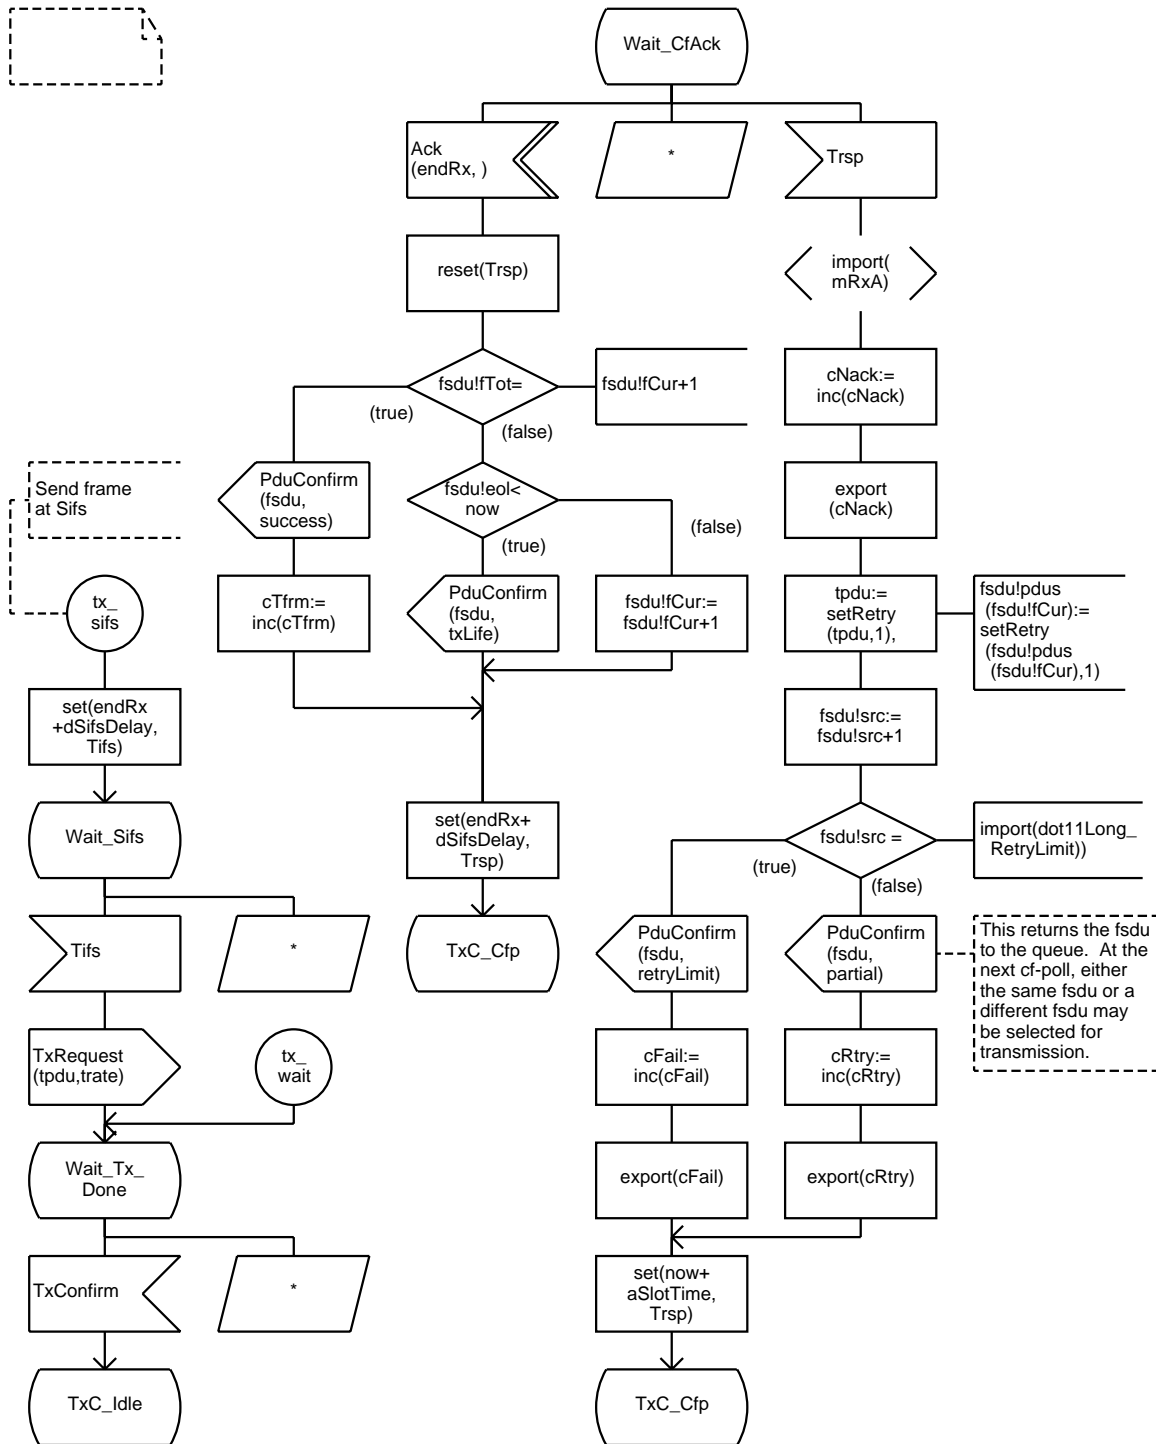 Wait_CfAck
Ack
(endRx, )
*
Trsp
reset(Trsp)
import(
mRxA)
fsdu!fTot=
fsdu!fCur+1
(true)
(false)
cNack:=
inc(cNack)
Send frame
at Sifs
PduConfirm
(fsdu,
success)
fsdu!eol<
now
(true)
(false)
export
(cNack)
tx_
sifs
cTfrm:=
inc(cTfrm)
PduConfirm
(fsdu,
txLife)
fsdu!fCur:=
fsdu!fCur+1
tpdu:=
setRetry
(tpdu,1),
fsdu!pdus
(fsdu!fCur):=
setRetry
(fsdu!pdus
(fsdu!fCur),1)
set(endRx
+dSifsDelay,
Tifs)
fsdu!src:=
fsdu!src+1
Wait_Sifs
set(endRx+
dSifsDelay,
Trsp)
fsdu!src =
import(dot11Long_
RetryLimit))
(true)
(false)
Tifs
*
TxC_Cfp
PduConfirm
(fsdu,
retryLimit)
PduConfirm
(fsdu,
partial)
This returns the fsdu
to the queue.  At the
next cf-poll, either
the same fsdu or a
different fsdu may
be selected for
transmission.
TxRequest
(tpdu,trate)
tx_
wait
cFail:=
inc(cFail)
cRtry:=
inc(cRtry)
Wait_Tx_
Done
export(cFail)
export(cRtry)
TxConfirm
*
set(now+
aSlotTime,
Trsp)
TxC_Idle
TxC_Cfp